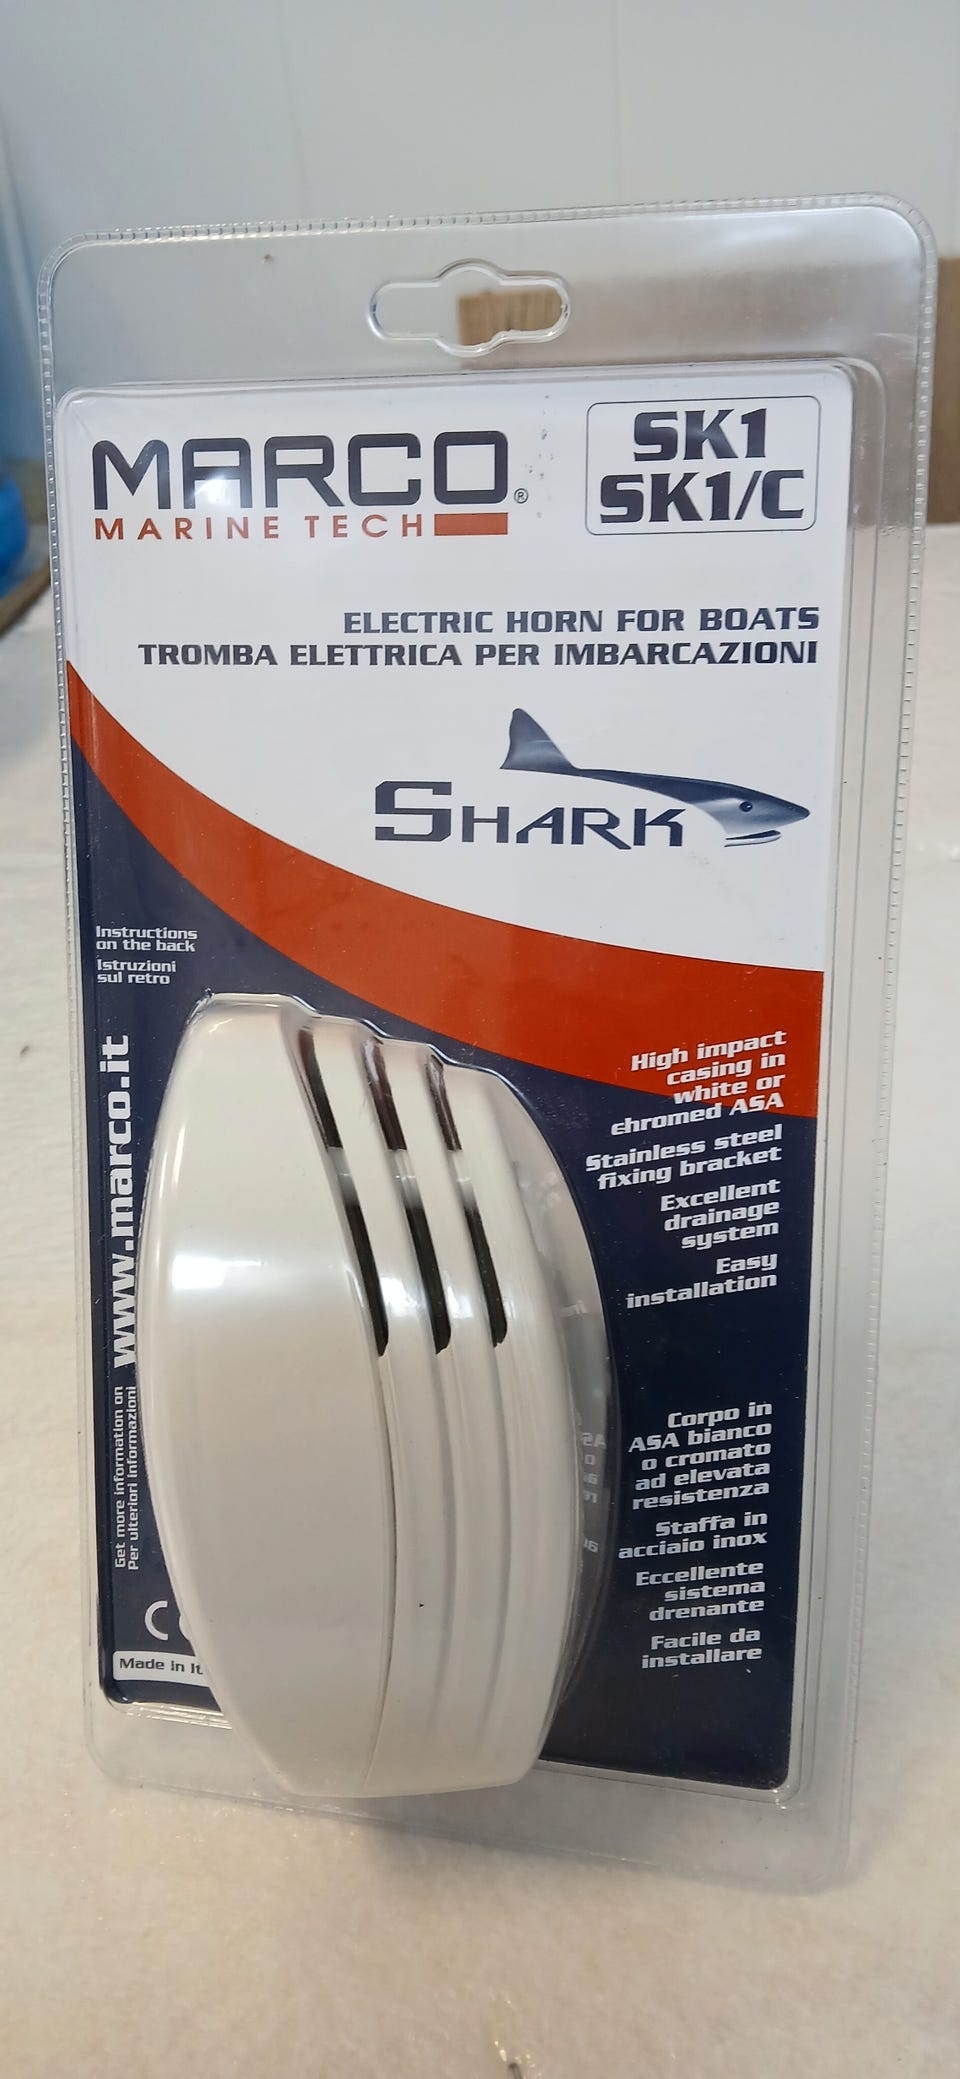 MARCO®
MARINE TECH
SK1
SK1/C
ELECTRIC HORN FOR BOATS
TROMBA ELETTRICA PER IMBARCAZIONI
SHARK
Instructions
on the back
Istruzioni
sul retro
High impact
casing in
white or
chromed ASA
Stainless steel
fixing bracket
Excellent
drainage
system
Easy
installation
Corpo in
ASA bianco
o cromato
ad elevata
resistenza
Staffa in
acciaio inox
Eccellente
sistema
drenante
Facile da
installare
www.marco.it
Get more information on
Per ulteriori informazioni
Made in It